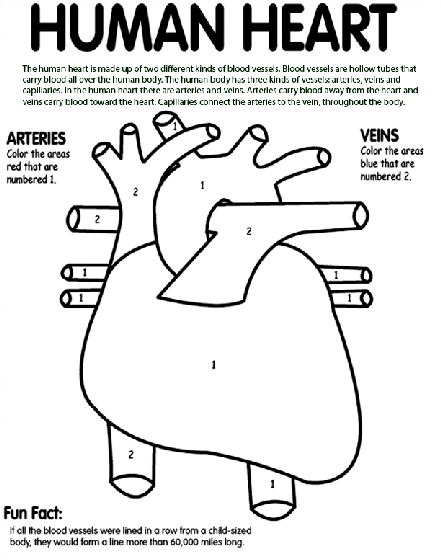 HUMAN HEART
The human heart is made up of two different kinds of blood vessels. Blood vessels are hollow tubes that
carry blood all over the human body. The human body has three kinds of vessels: arteries, veins and
capillaries. In the human heart there are arteries and veins. Arteries carry blood away from the heart and
veins carry blood toward the heart. Capillaries connect the arteries to the vein, throughout the body.
ARTERIES
Color the areas
red that are
numbered 1.
VEINS
Color the areas
blue that are
numbered 2.
1
2
1
2
2
1
1
1
1
1
2
1
Fun Fact:
If all the blood vessels were lined in a row from a child-sized
body, they would form a line more than 60,000 miles long.